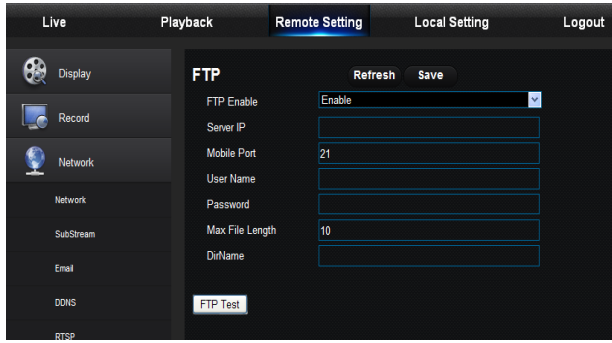 Live Playback Remote Setting Local Setting Logout
Display
Record
Network
Network
SubStream
Email
DDNS
RTSP
FTP Refresh Save
FTP Enable Enable
Server IP
Mobile Port 21
User Name
Password
Max File Length 10
DirName
FTP Test